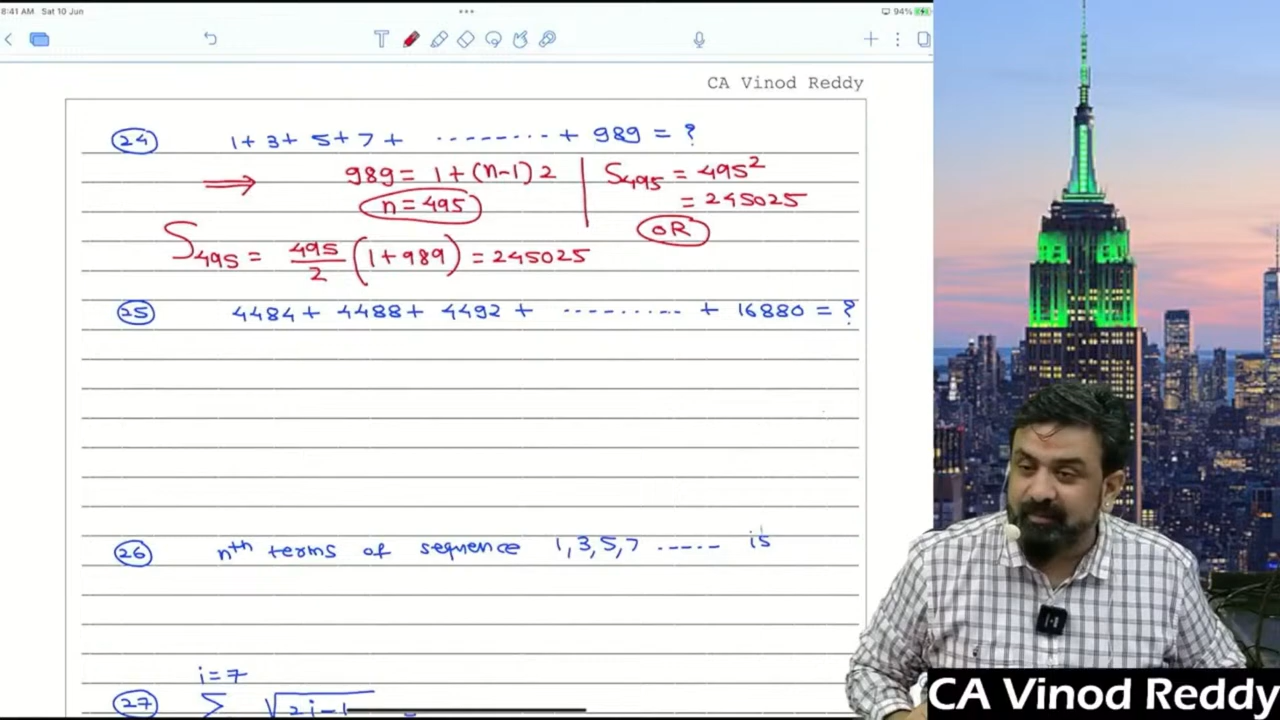 8:41 AM Sat 10 Jun
94%
CA Vinod Reddy
24 1+3+5+7+ ......... + 989 = ?
⇒ 989 = 1+(n-1)2
n = 495
S₄₉₅ = 495²
= 245025
OR
S₄₉₅ = 495/2 (1+989) = 245025
25 4484 + 4488 + 4492 + .......... + 16880 = ?
26 nth terms of sequence 1,3,5,7 ...... is
i=7
27 ∑ √2i-1 =
CA Vinod Reddy